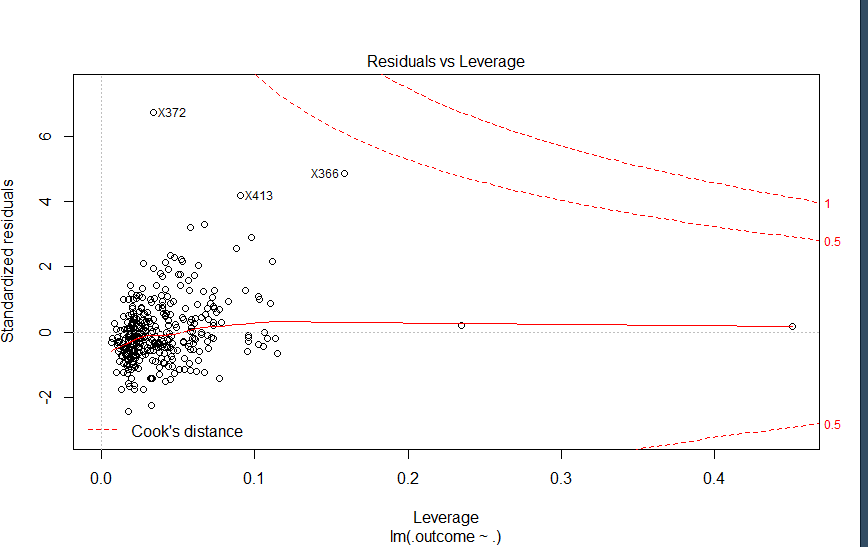 Residuals vs Leverage
X372
X366
X413
6
4
2
0
-2
Standardized residuals
1
0.5
0.5
Cook's distance
0.0 0.1 0.2 0.3 0.4
Leverage
lm(.outcome ~ .)